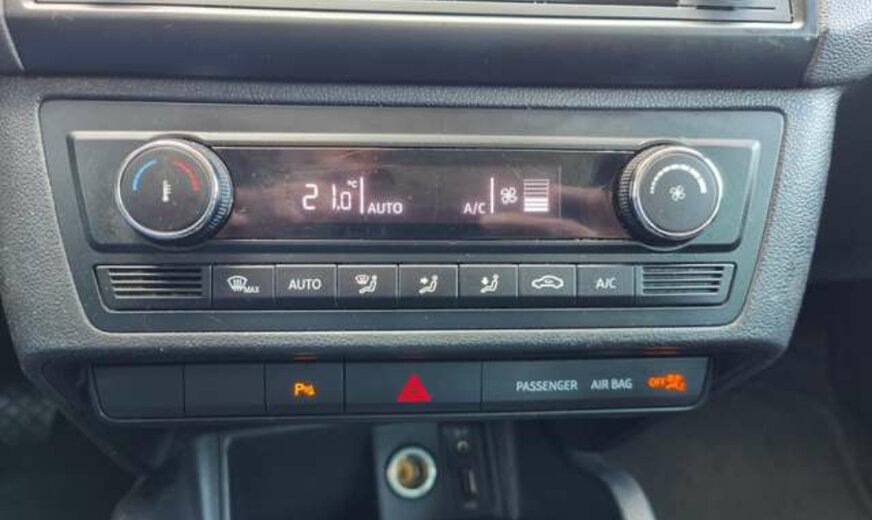 21,0 °C AUTO A/C
MAX AUTO A/C
P PASSENGER AIR BAG OFF